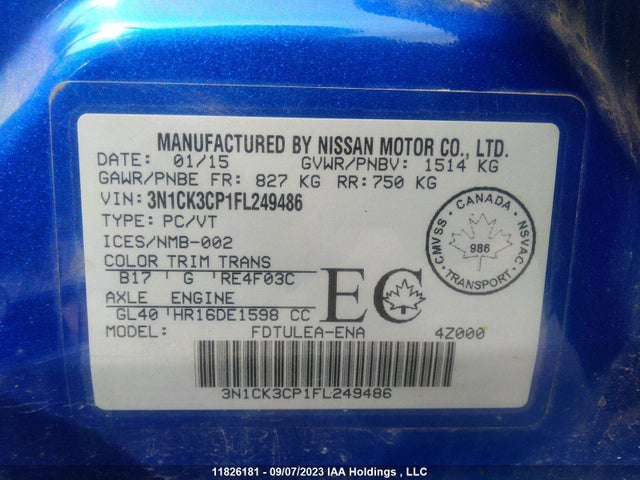 MANUFACTURED BY NISSAN MOTOR CO., LTD.
DATE: 01/15 GVWR/PNBV: 1514 KG
GAWR/PNBE FR: 827 KG RR: 750 KG
VIN: 3N1CK3CP1FL249486
TYPE: PC/VT
ICES/NMB-002
COLOR TRIM TRANS
B17 ' G 'RE4F03C
AXLE ENGINE
GL40 'HR16DE1598 CC
EC
MODEL: FDTULEA-ENA 4Z000
CANADA
CMVSS
986
NSVAC
TRANSPORT
3N1CK3CP1FL249486
11826181 - 09/07/2023 IAA Holdings , LLC